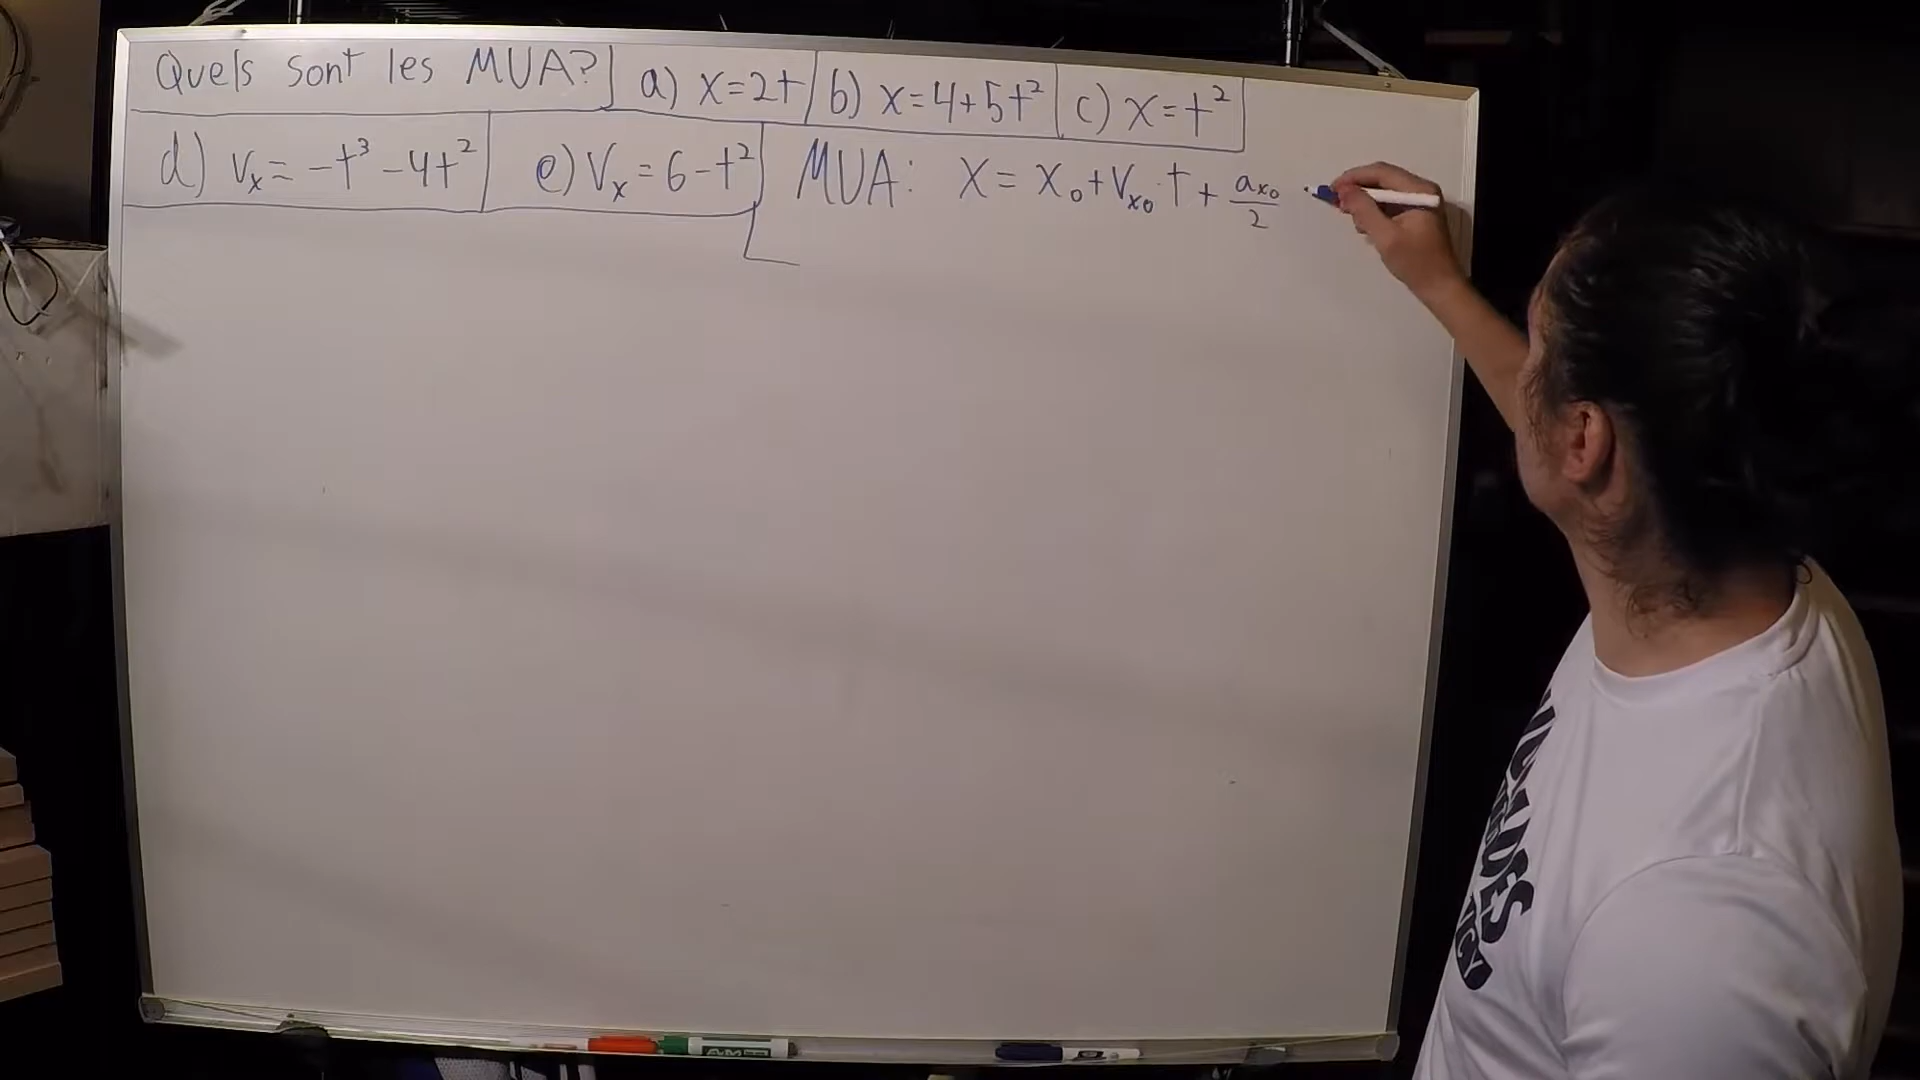 Quels sont les MUA? a) x=2t b) x=4+5t² c) x=t²
d) Vx=-t³-4t² e) Vx=6-t² MUA: X=X₀+Vx₀·t+ax₀/2 ·